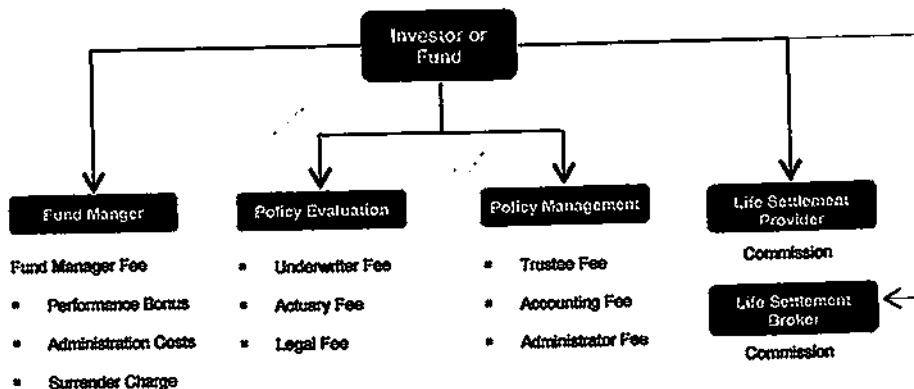 Investor or
Fund
Fund Manger
Policy Evaluation
Policy Management
Life Settlement
Provider
Fund Manager Fee
▪ Performance Bonus
▪ Administration Costs
▪ Surrender Charge
▪ Underwriter Fee
▪ Actuary Fee
▪ Legal Fee
▪ Trustee Fee
▪ Accounting Fee
▪ Administrator Fee
Commission
Life Settlement
Broker
Commission